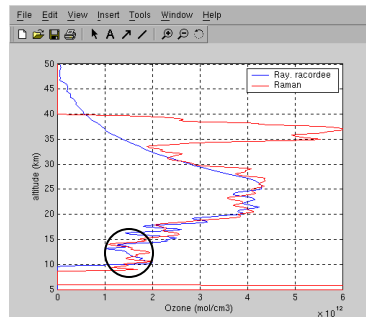 File Edit View Insert Tools Window Help
A
Ray. racordee
Raman
50
45
40
35
30
25
20
15
10
5
altitude (km)
0 1 2 3 4 5 6
Ozone (mol/cm3)
× 10^12